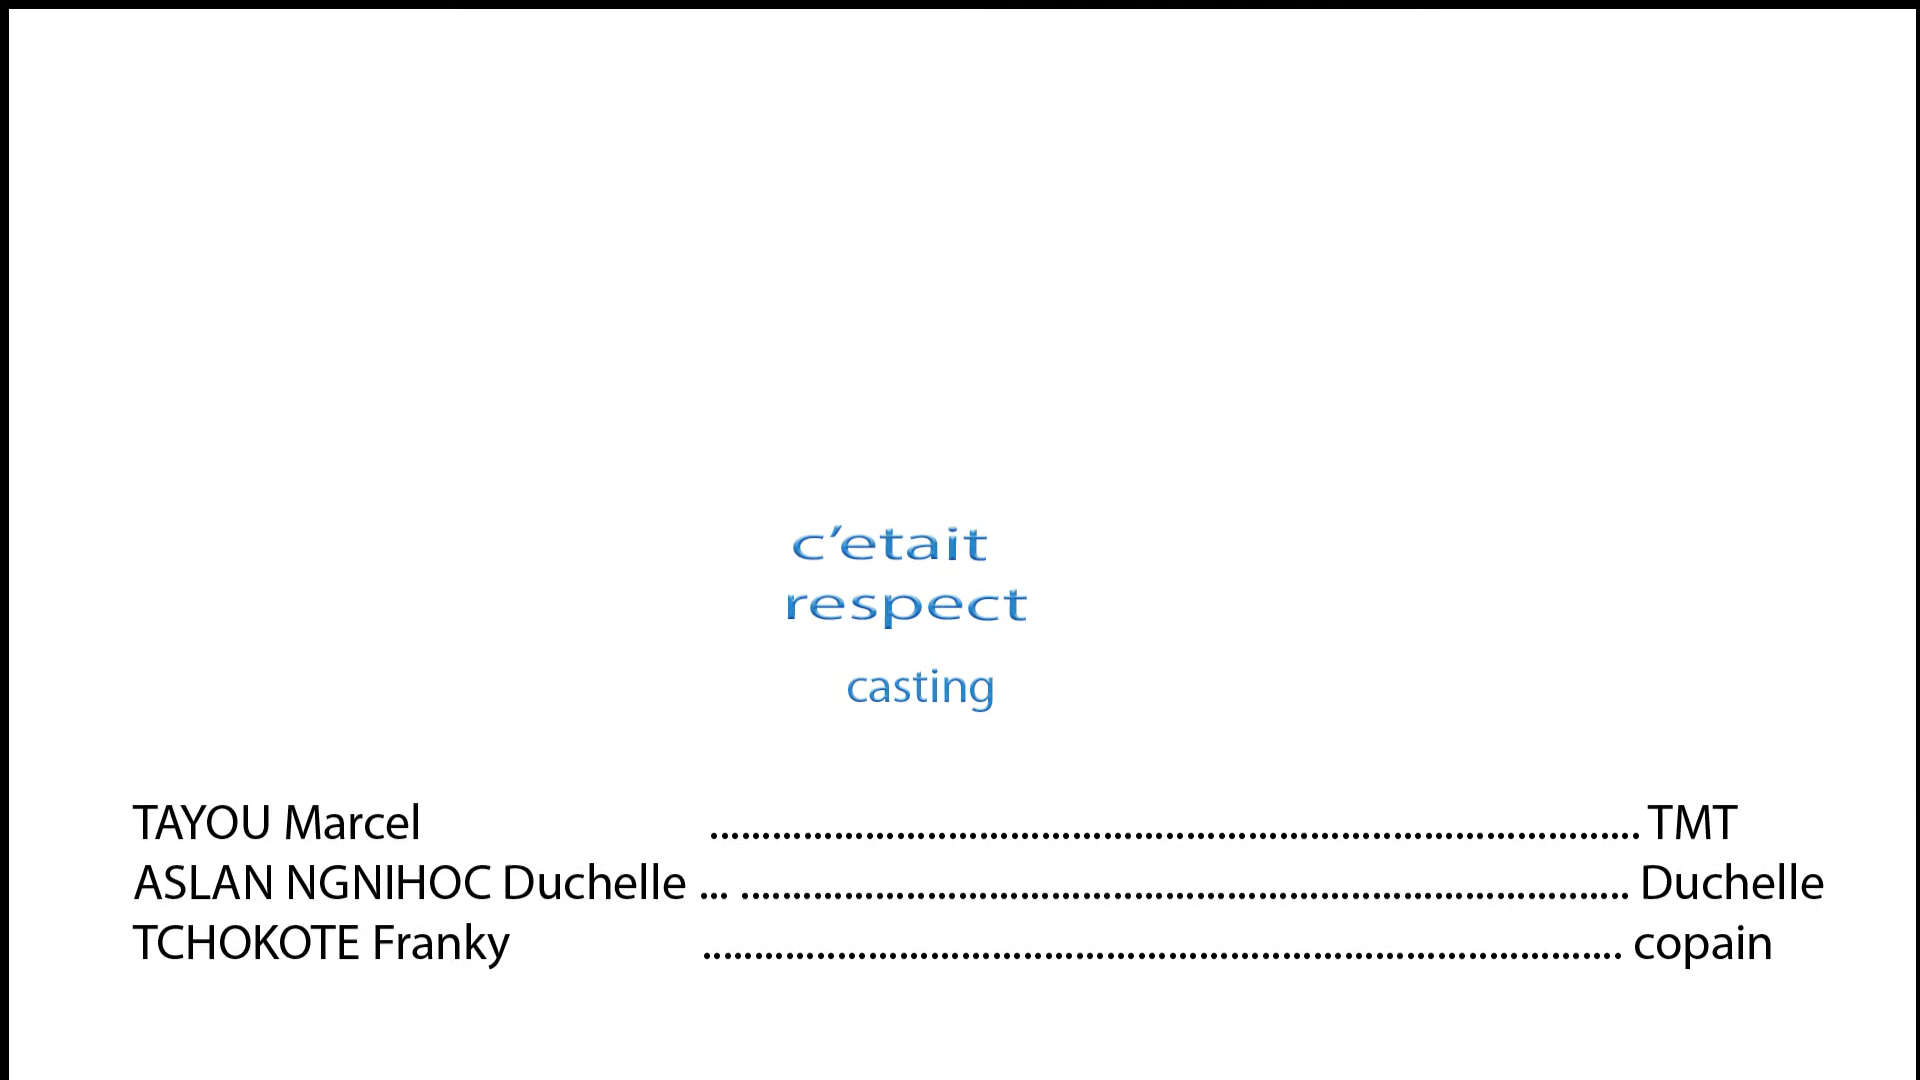 c’etait
respect
casting
TAYOU Marcel ........................................................................................... TMT
ASLAN NGNIHOC Duchelle ... ....................................................................................... Duchelle
TCHOKOTE Franky .......................................................................................... copain